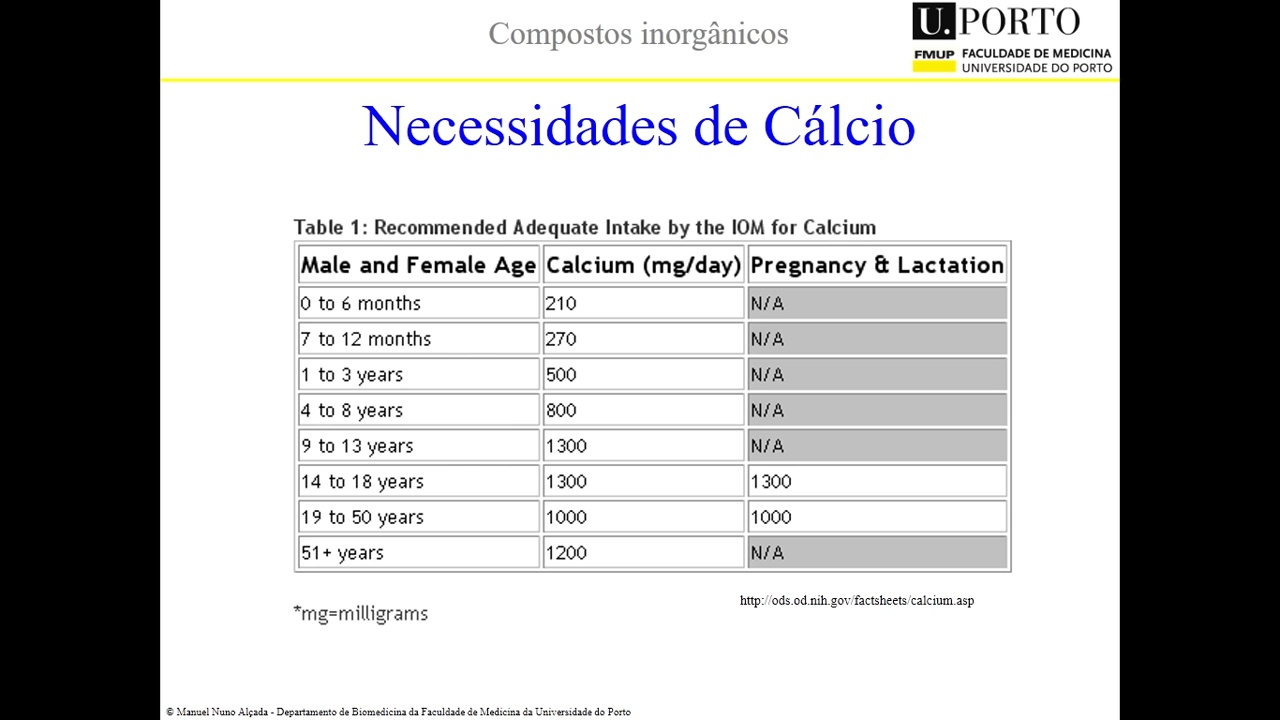 Compostos inorgânicos
U. PORTO
FMUP FACULDADE DE MEDICINA
UNIVERSIDADE DO PORTO
Necessidades de Cálcio
Table 1: Recommended Adequate Intake by the IOM for Calcium
Male and Female Age Calcium (mg/day) Pregnancy & Lactation
0 to 6 months 210 N/A
7 to 12 months 270 N/A
1 to 3 years 500 N/A
4 to 8 years 800 N/A
9 to 13 years 1300 N/A
14 to 18 years 1300 1300
19 to 50 years 1000 1000
51+ years 1200 N/A
http://ods.od.nih.gov/factsheets/calcium.asp
*mg=milligrams
© Manuel Nuno Alçada - Departamento de Biomedicina da Faculdade de Medicina da Universidade do Porto